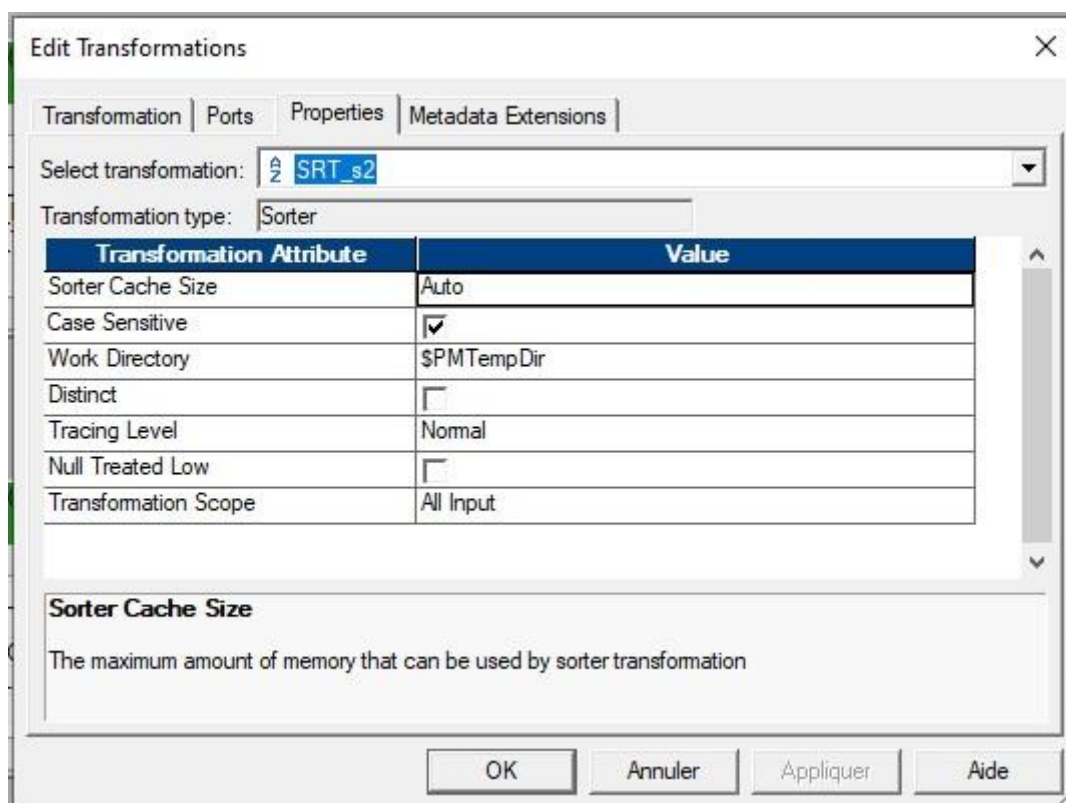 Edit Transformations
Transformation Ports Properties Metadata Extensions
Select transformation: SRT_s2
Transformation type: Sorter
Transformation Attribute Value
Sorter Cache Size Auto
Case Sensitive
Work Directory $PMTempDir
Distinct
Tracing Level Normal
Null Treated Low
Transformation Scope All Input
Sorter Cache Size
The maximum amount of memory that can be used by sorter transformation
OK Annuler Appliquer Aide